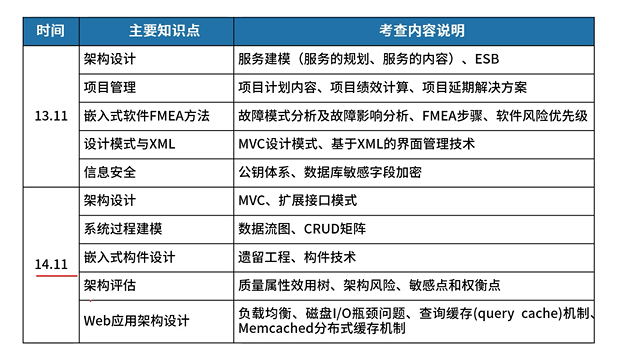 时间 主要知识点 考查内容说明
架构设计 服务建模（服务的规划、服务的内容）、ESB
项目管理 项目计划内容、项目绩效计算、项目延期解决方案
13.11 嵌入式软件FMEA方法 故障模式分析及故障影响分析、FMEA步骤、软件风险优先级
设计模式与XML MVC设计模式、基于XML的界面管理技术
信息安全 公钥体系、数据库敏感字段加密
架构设计 MVC、扩展接口模式
系统过程建模 数据流图、CRUD矩阵
14.11 嵌入式构件设计 遗留工程、构件技术
架构评估 质量属性效用树、架构风险、敏感点和权衡点
Web应用架构设计 负载均衡、磁盘I/O瓶颈问题、查询缓存(query cache)机制、
Memcached分布式缓存机制